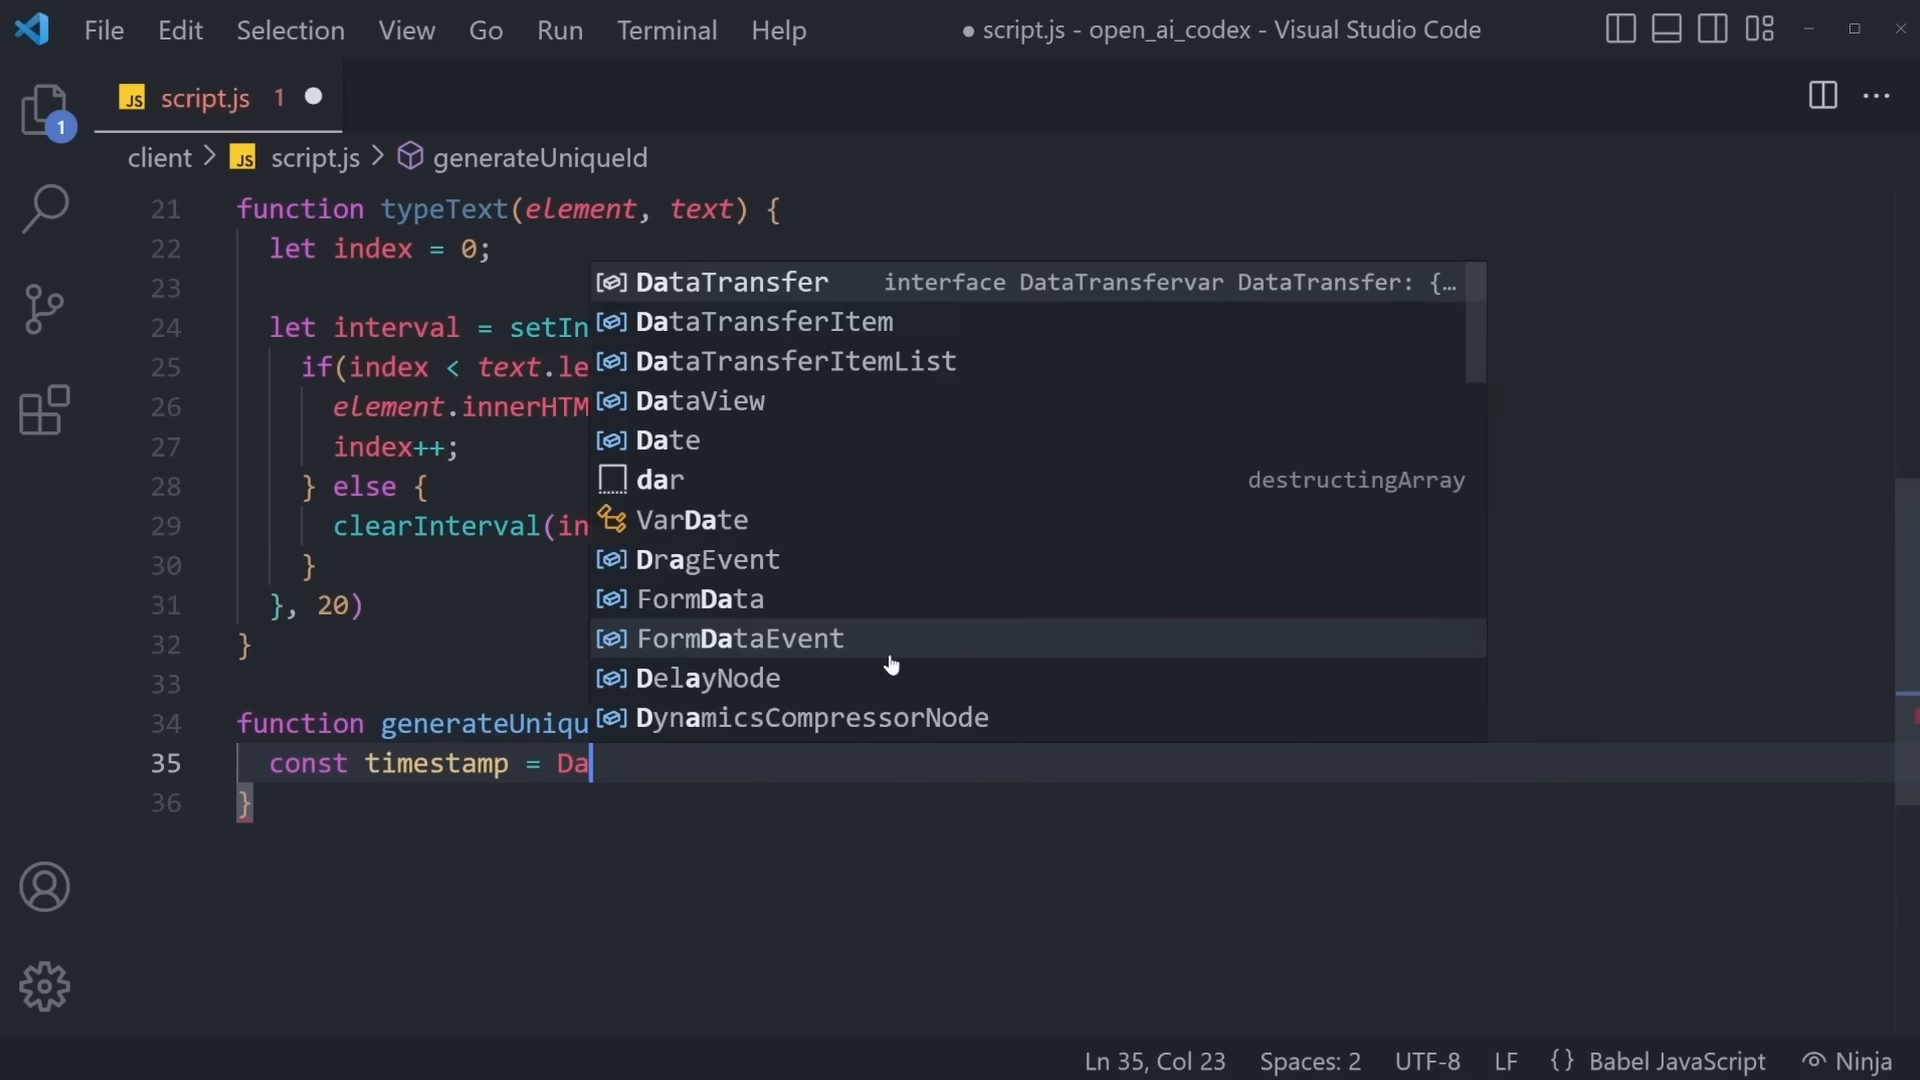 File Edit Selection View Go Run Terminal Help ● script.js - open_ai_codex - Visual Studio Code
JS script.js 1
1
client > JS script.js > generateUniqueId
21 function typeText(element, text) {
22 let index = 0;
23
24 let interval = setIn
25 if(index < text.le
26 element.innerHTM
27 index++;
28 } else {
29 clearInterval(in
30 }
31 }, 20)
32 }
33
34 function generateUniqu
35 const timestamp = Da
36 }
DataTransfer interface DataTransfervar DataTransfer: {…
DataTransferItem
DataTransferItemList
DataView
Date
dar destructingArray
VarDate
DragEvent
FormData
FormDataEvent
DelayNode
DynamicsCompressorNode
Ln 35, Col 23 Spaces: 2 UTF-8 LF {} Babel JavaScript Ninja